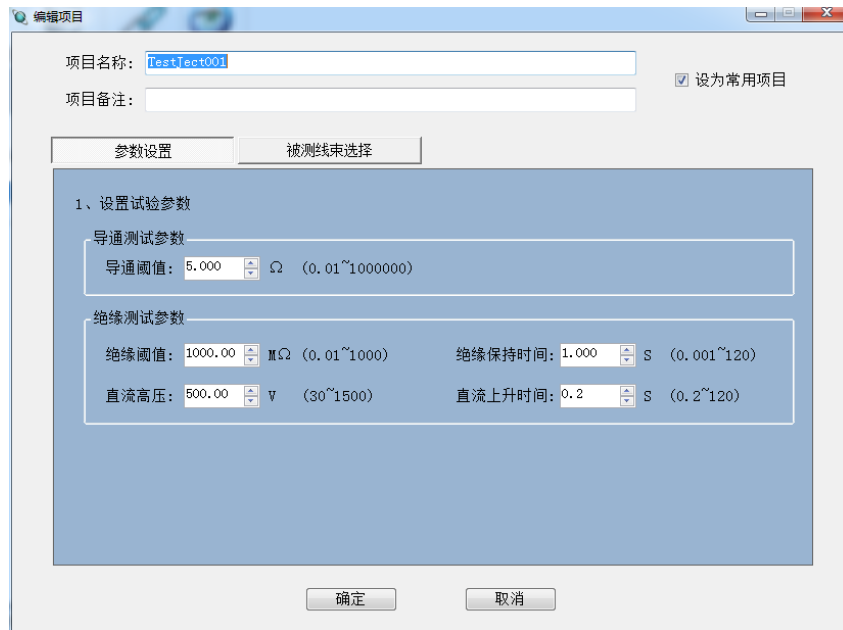 编辑项目
项目名称: TestJect001
设为常用项目
项目备注:
参数设置 被测线束选择
1、设置试验参数
导通测试参数
导通阈值: 5.000 Ω (0.01~1000000)
绝缘测试参数
绝缘阈值: 1000.00 MΩ (0.01~1000) 绝缘保持时间: 1.000 S (0.001~120)
直流高压: 500.00 V (30~1500) 直流上升时间: 0.2 S (0.2~120)
确定 取消